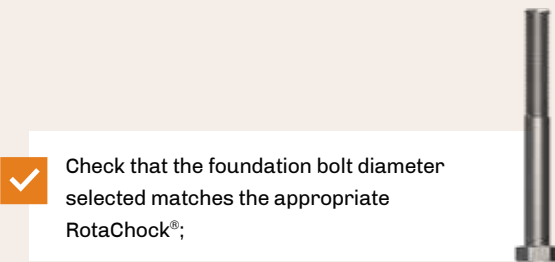 Check that the foundation bolt diameter
selected matches the appropriate
RotaChock®;